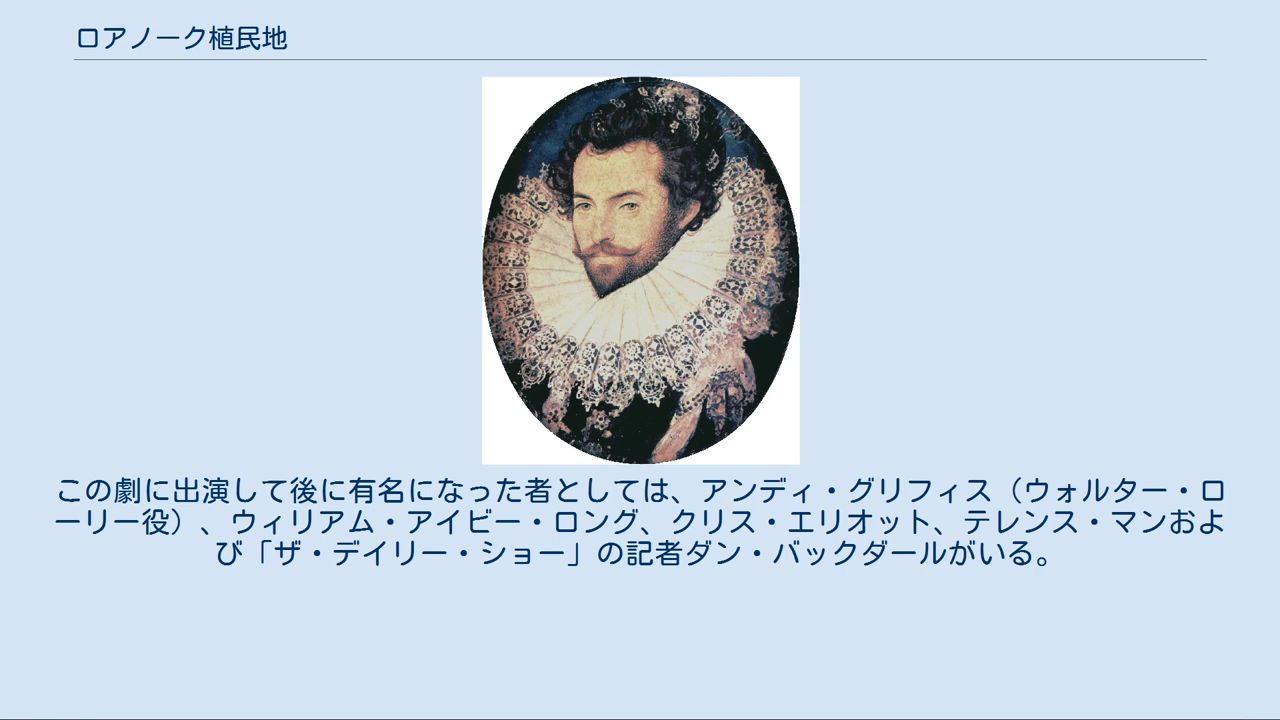 ロアノーク植民地
この劇に出演して後に有名になった者としては、アンディ・グリフィス（ウォルター・ロ
ーリー役）、ウィリアム・アイビー・ロング、クリス・エリオット、テレンス・マンおよ
び「ザ・デイリー・ショー」の記者ダン・バックダールがいる。